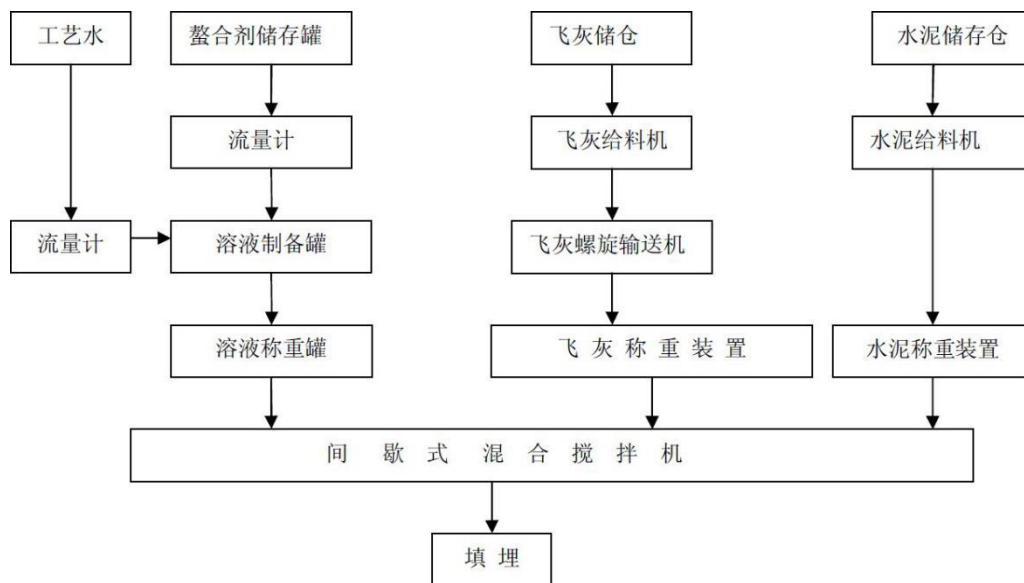 工艺水
螯合剂储存罐
飞灰储仓
水泥储存仓
流量计
飞灰给料机
水泥给料机
流量计
溶液制备罐
飞灰螺旋输送机
溶液称重罐
飞 灰 称 重 装 置
水泥称重装置
间 歇 式 混 合 搅 拌 机
填 埋